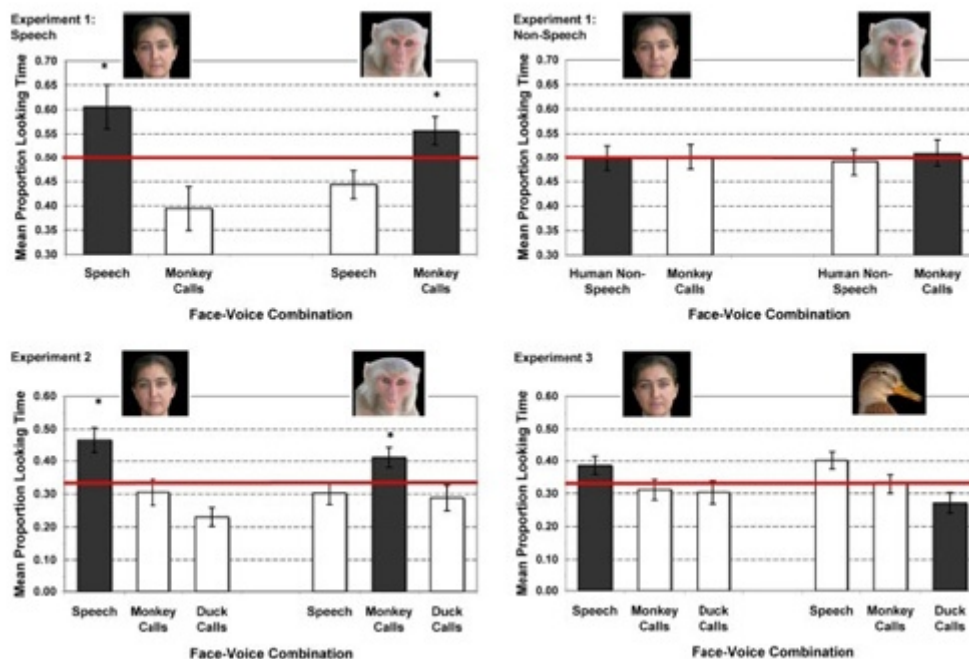 Experiment 1:
Speech
Mean Proportion Looking Time
0.70
0.65
0.60
0.55
0.50
0.45
0.40
0.35
0.30
*
*
Speech
Monkey
Calls
Speech
Monkey
Calls
Face-Voice Combination
Experiment 1:
Non-Speech
Mean Proportion Looking Time
0.70
0.65
0.60
0.55
0.50
0.45
0.40
0.35
0.30
Human Non-
Speech
Monkey
Calls
Human Non-
Speech
Monkey
Calls
Face-Voice Combination
Experiment 2
Mean Proportion Looking Time
0.60
0.50
0.40
0.30
0.20
0.10
0.00
*
*
Speech
Monkey
Calls
Duck
Calls
Speech
Monkey
Calls
Duck
Calls
Face-Voice Combination
Experiment 3
Mean Proportion Looking Time
0.60
0.50
0.40
0.30
0.20
0.10
0.00
Speech
Monkey
Calls
Duck
Calls
Speech
Monkey
Calls
Duck
Calls
Face-Voice Combination